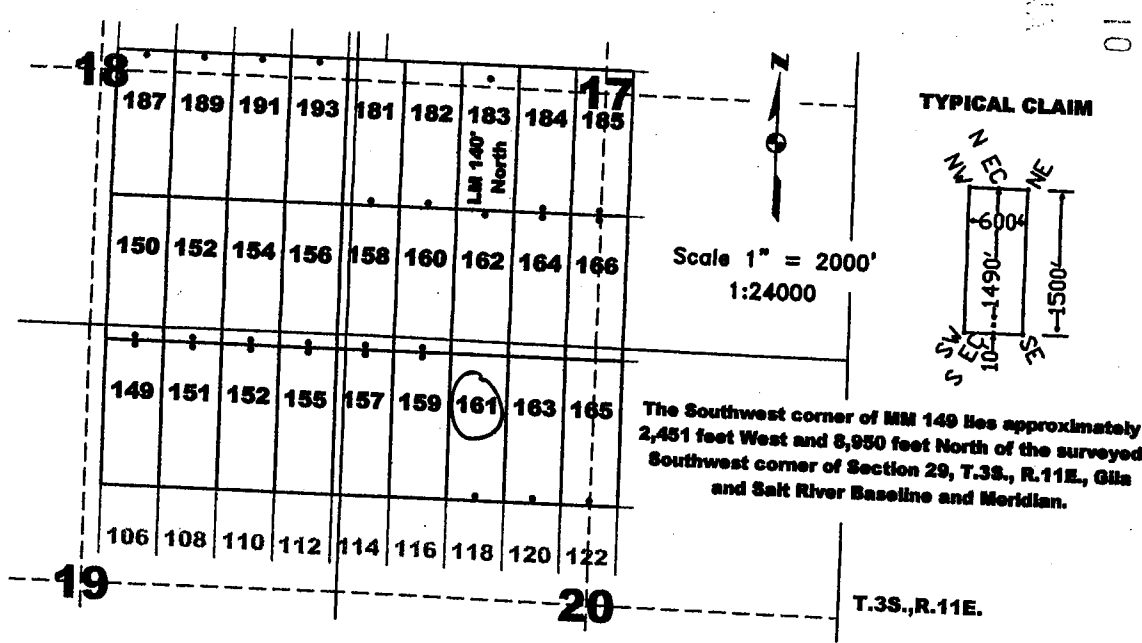 18
17
187 189 191 193 181 182 183 184 185
LM 140'
North
150 152 154 156 158 160 162 164 166
149 151 152 155 157 159 161 163 165
106 108 110 112 114 116 118 120 122
19
20
N
Scale 1" = 2000'
1:24000
TYPICAL CLAIM
NW
N EC
NE
600'
1490'
1500'
10'
SW
S EC
SE
The Southwest corner of MM 149 lies approximately
2,451 feet West and 8,950 feet North of the surveyed
Southwest corner of Section 29, T.3S., R.11E., Gila
and Salt River Baseline and Meridian.
T.3S.,R.11E.